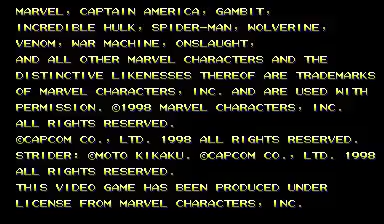 MARVEL, CAPTAIN AMERICA, GAMBIT,
INCREDIBLE HULK, SPIDER-MAN, WOLVERINE,
VENOM, WAR MACHINE, ONSLAUGHT,
AND ALL OTHER MARVEL CHARACTERS AND THE
DISTINCTIVE LIKENESSES THEREOF ARE TRADEMARKS
OF MARVEL CHARACTERS, INC. AND ARE USED WITH
PERMISSION. ©1998 MARVEL CHARACTERS, INC.
ALL RIGHTS RESERVED.
©CAPCOM CO., LTD. 1998 ALL RIGHTS RESERVED.
STRIDER: ©MOTO KIKAKU. ©CAPCOM CO., LTD. 1998
ALL RIGHTS RESERVED.
THIS VIDEO GAME HAS BEEN PRODUCED UNDER
LICENSE FROM MARVEL CHARACTERS, INC.